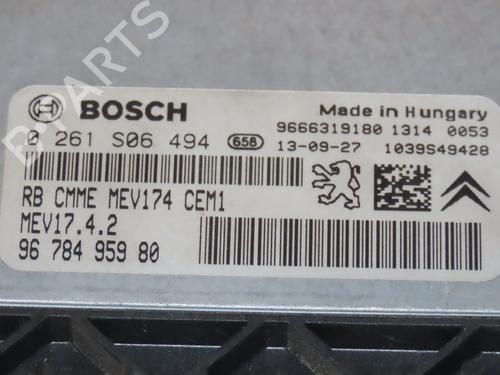 B PARTS
BOSCH
Made in Hungary
0 261 S06 494 658
9666319180 1314 0053
13-09-27 1039S49428
RB CMME MEV174 CEM1
MEV17.4.2
96 784 959 80